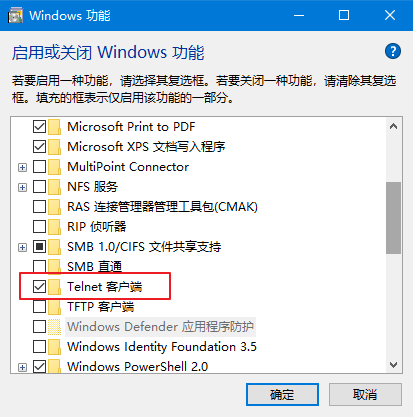 Windows 功能
启用或关闭 Windows 功能
若要启用一种功能，请选择其复选框。若要关闭一种功能，请清除其复选
框。填充的框表示仅启用该功能的一部分。
Microsoft Print to PDF
Microsoft XPS 文档写入程序
MultiPoint Connector
NFS 服务
RAS 连接管理器管理工具包(CMAK)
RIP 侦听器
SMB 1.0/CIFS 文件共享支持
SMB 直通
Telnet 客户端
TFTP 客户端
Windows Defender 应用程序防护
Windows Identity Foundation 3.5
Windows PowerShell 2.0
确定
取消